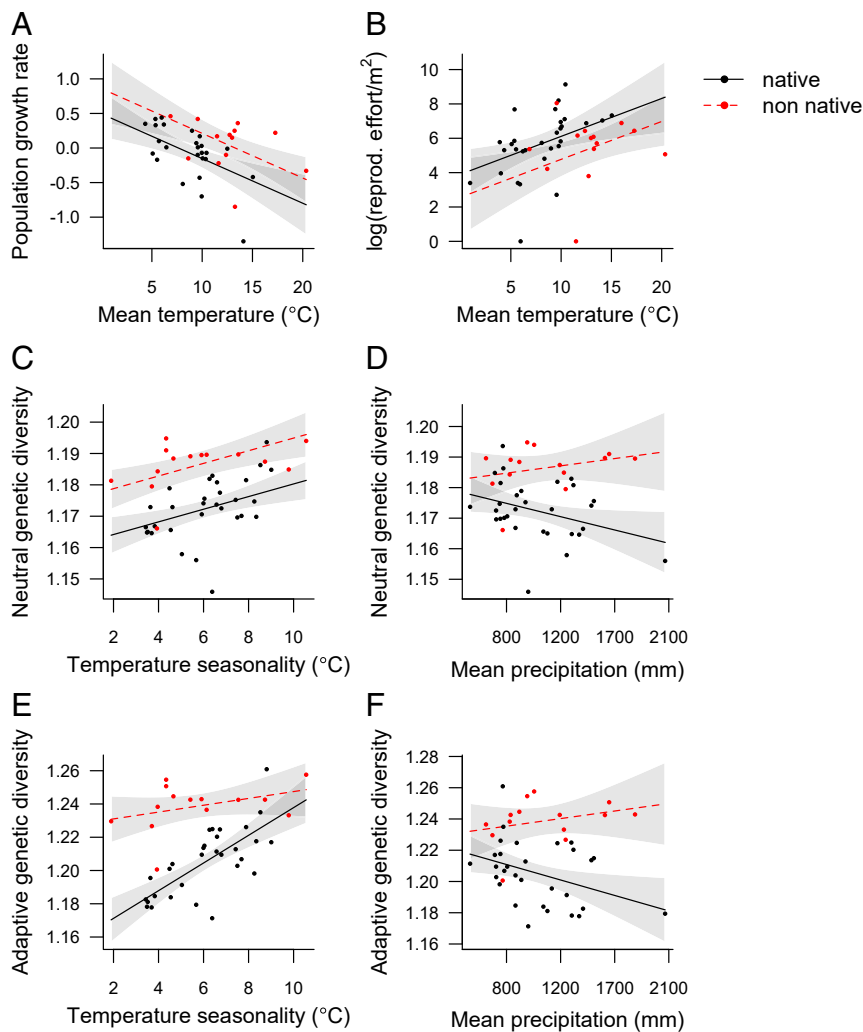 A
Population growth rate
1.0
0.5
0.0
-0.5
-1.0
5 10 15 20
Mean temperature (°C)
B
log(reprod. effort/m²)
10
8
6
4
2
0
5 10 15 20
Mean temperature (°C)
native
non native
C
Neutral genetic diversity
1.20
1.19
1.18
1.17
1.16
1.15
2 4 6 8 10
Temperature seasonality (°C)
D
Neutral genetic diversity
1.20
1.19
1.18
1.17
1.16
1.15
800 1200 1700 2100
Mean precipitation (mm)
E
Adaptive genetic diversity
1.26
1.24
1.22
1.20
1.18
1.16
2 4 6 8 10
Temperature seasonality (°C)
F
Adaptive genetic diversity
1.28
1.26
1.24
1.22
1.20
1.18
1.16
800 1200 1700 2100
Mean precipitation (mm)